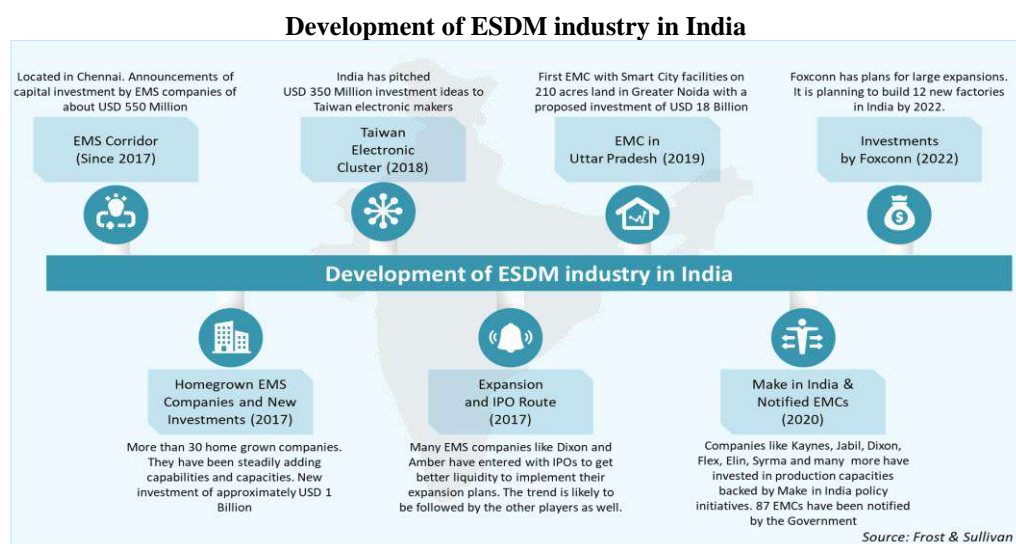 Development of ESDM industry in India
Located in Chennai. Announcements of
capital investment by EMS companies of
about USD 550 Million
EMS Corridor
(Since 2017)
India has pitched
USD 350 Million investment ideas to
Taiwan electronic makers
Taiwan
Electronic
Cluster (2018)
First EMC with Smart City facilities on
210 acres land in Greater Noida with a
proposed investment of USD 18 Billion
EMC in
Uttar Pradesh (2019)
Foxconn has plans for large expansions.
It is planning to build 12 new factories
in India by 2022.
Investments
by Foxconn (2022)
Development of ESDM industry in India
Homegrown EMS
Companies and New
Investments (2017)
More than 30 home grown companies.
They have been steadily adding
capabilities and capacities. New
investment of approximately USD 1
Billion
Expansion
and IPO Route
(2017)
Many EMS companies like Dixon and
Amber have entered with IPOs to get
better liquidity to implement their
expansion plans. The trend is likely to
be followed by the other players as well.
Make in India &
Notified EMCs
(2020)
Companies like Kaynes, Jabil, Dixon,
Flex, Elin, Syrma and many more have
invested in production capacities
backed by Make in India policy
initiatives. 87 EMCs have been notified
by the Government
Source: Frost & Sullivan